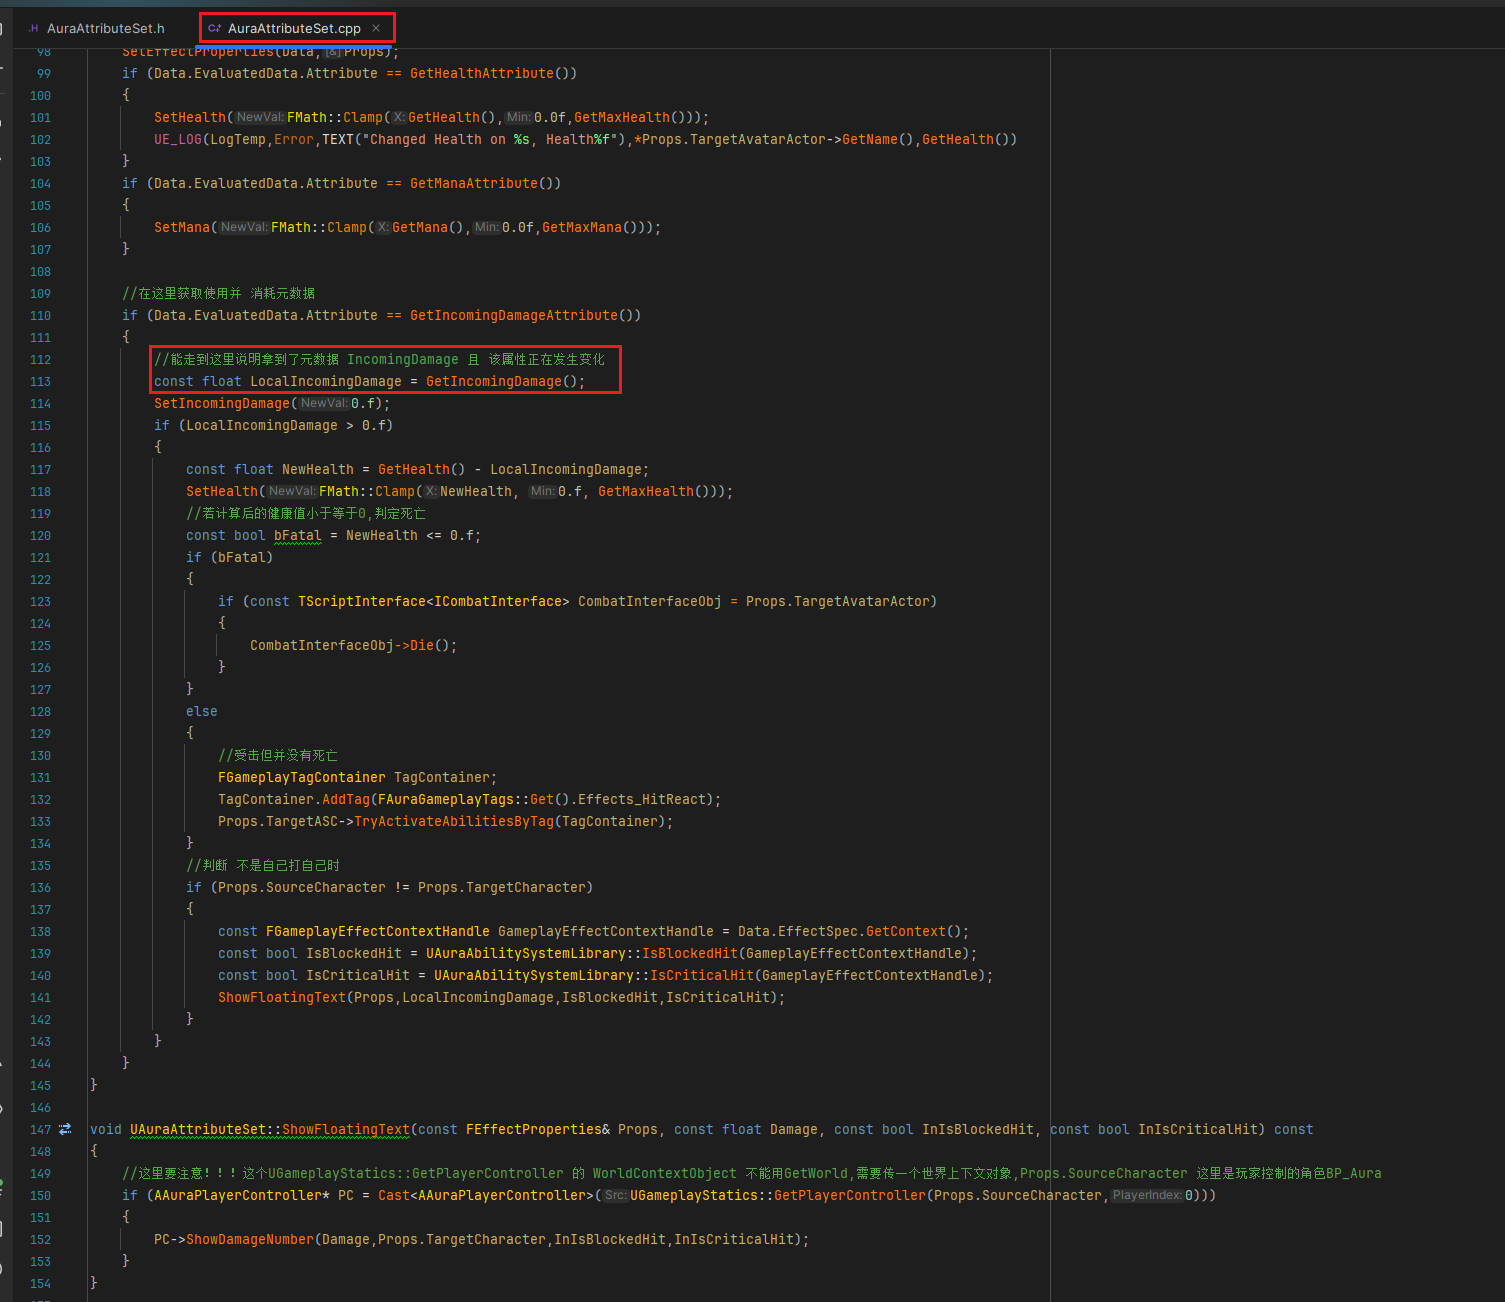 AuraAttributeSet.h AuraAttributeSet.cpp
98 SetEffectProperties(Data,[&]Props);
99 if (Data.EvaluatedData.Attribute == GetHealthAttribute())
100 {
101 SetHealth(NewVal:FMath::Clamp(X:GetHealth(),Min:0.0f,GetMaxHealth()));
102 UE_LOG(LogTemp,Error,TEXT("Changed Health on %s, Health%f"),*Props.TargetAvatarActor->GetName(),GetHealth())
103 }
104 if (Data.EvaluatedData.Attribute == GetManaAttribute())
105 {
106 SetMana(NewVal:FMath::Clamp(X:GetMana(),Min:0.0f,GetMaxMana()));
107 }
108
109 //在这里获取使用并 消耗元数据
110 if (Data.EvaluatedData.Attribute == GetIncomingDamageAttribute())
111 {
112 //能走到这里说明拿到了元数据 IncomingDamage 且 该属性正在发生变化
113 const float LocalIncomingDamage = GetIncomingDamage();
114 SetIncomingDamage(NewVal:0.f);
115 if (LocalIncomingDamage > 0.f)
116 {
117 const float NewHealth = GetHealth() - LocalIncomingDamage;
118 SetHealth(NewVal:FMath::Clamp(X:NewHealth, Min:0.f, GetMaxHealth()));
119 //若计算后的健康值小于等于0,判定死亡
120 const bool bFatal = NewHealth <= 0.f;
121 if (bFatal)
122 {
123 if (const TScriptInterface<ICombatInterface> CombatInterfaceObj = Props.TargetAvatarActor)
124 {
125 CombatInterfaceObj->Die();
126 }
127 }
128 else
129 {
130 //受击但并没有死亡
131 FGameplayTagContainer TagContainer;
132 TagContainer.AddTag(FAuraGameplayTags::Get().Effects_HitReact);
133 Props.TargetASC->TryActivateAbilitiesByTag(TagContainer);
134 }
135 //判断 不是自己打自己时
136 if (Props.SourceCharacter != Props.TargetCharacter)
137 {
138 const FGameplayEffectContextHandle GameplayEffectContextHandle = Data.EffectSpec.GetContext();
139 const bool IsBlockedHit = UAuraAbilitySystemLibrary::IsBlockedHit(GameplayEffectContextHandle);
140 const bool IsCriticalHit = UAuraAbilitySystemLibrary::IsCriticalHit(GameplayEffectContextHandle);
141 ShowFloatingText(Props,LocalIncomingDamage,IsBlockedHit,IsCriticalHit);
142 }
143 }
144 }
145 }
146
147 void UAuraAttributeSet::ShowFloatingText(const FEffectProperties& Props, const float Damage, const bool InIsBlockedHit, const bool InIsCriticalHit) const
148 {
149 //这里要注意!!!这个UGameplayStatics::GetPlayerController 的 WorldContextObject 不能用GetWorld,需要传一个世界上下文对象,Props.SourceCharacter 这里是玩家控制的角色BP_Aura
150 if (AAuraPlayerController* PC = Cast<AAuraPlayerController>(Src:UGameplayStatics::GetPlayerController(Props.SourceCharacter,PlayerIndex:0)))
151 {
152 PC->ShowDamageNumber(Damage,Props.TargetCharacter,InIsBlockedHit,InIsCriticalHit);
153 }
154 }